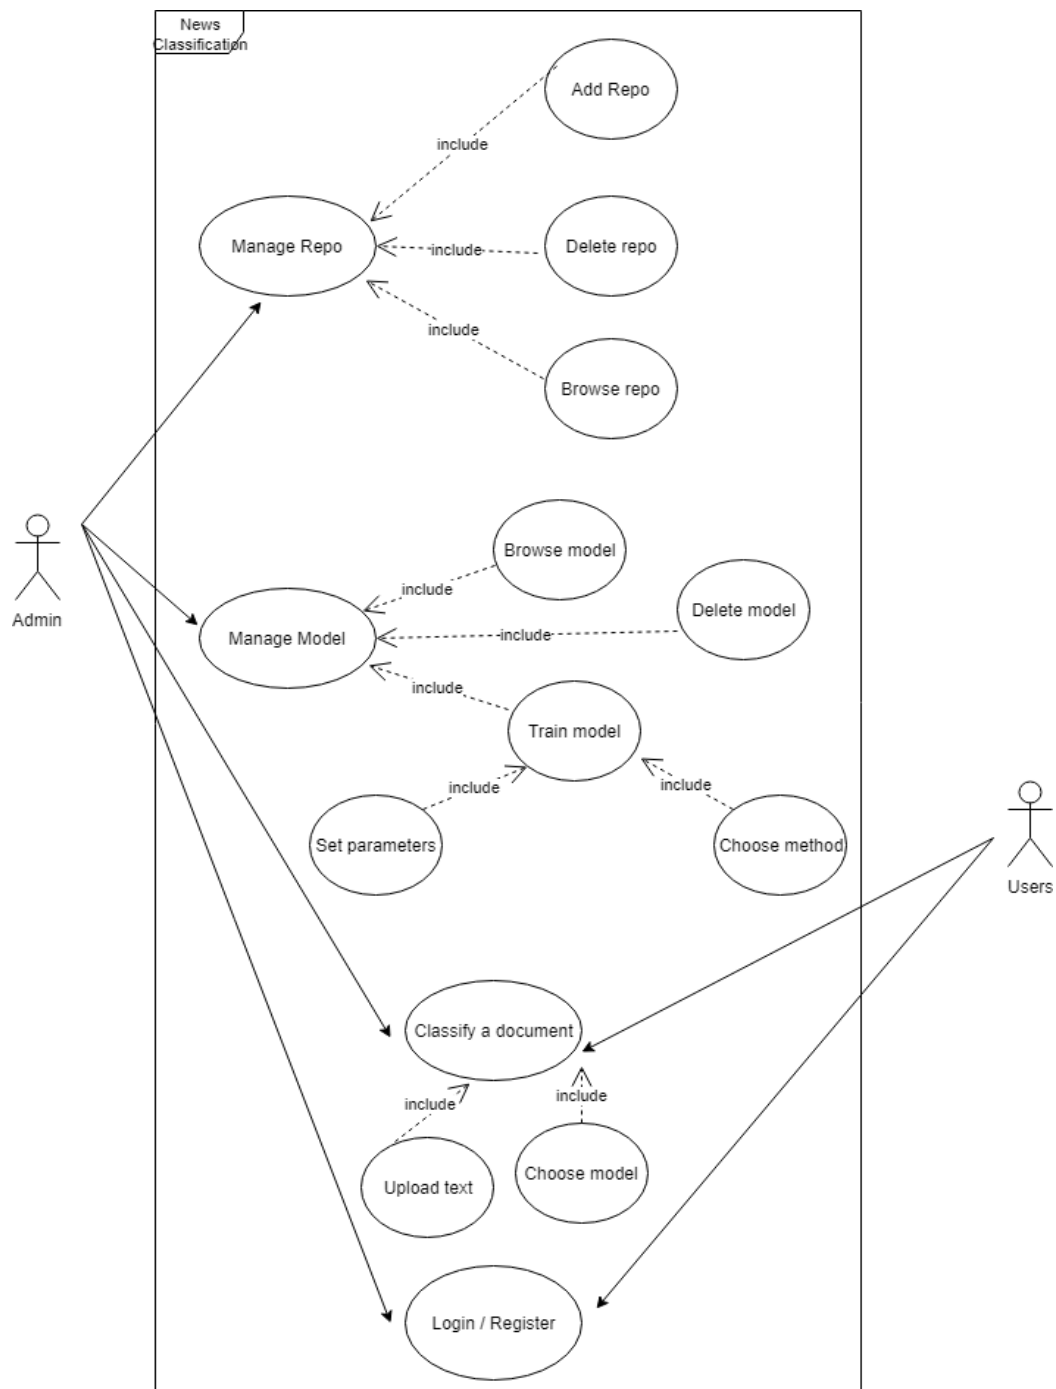 News
Classification
Add Repo
include
Manage Repo
include
Delete repo
include
Browse repo
Admin
Browse model
include
Delete model
Manage Model
include
include
Train model
include
include
Set parameters
Choose method
Users
Classify a document
include
include
Upload text
Choose model
Login / Register